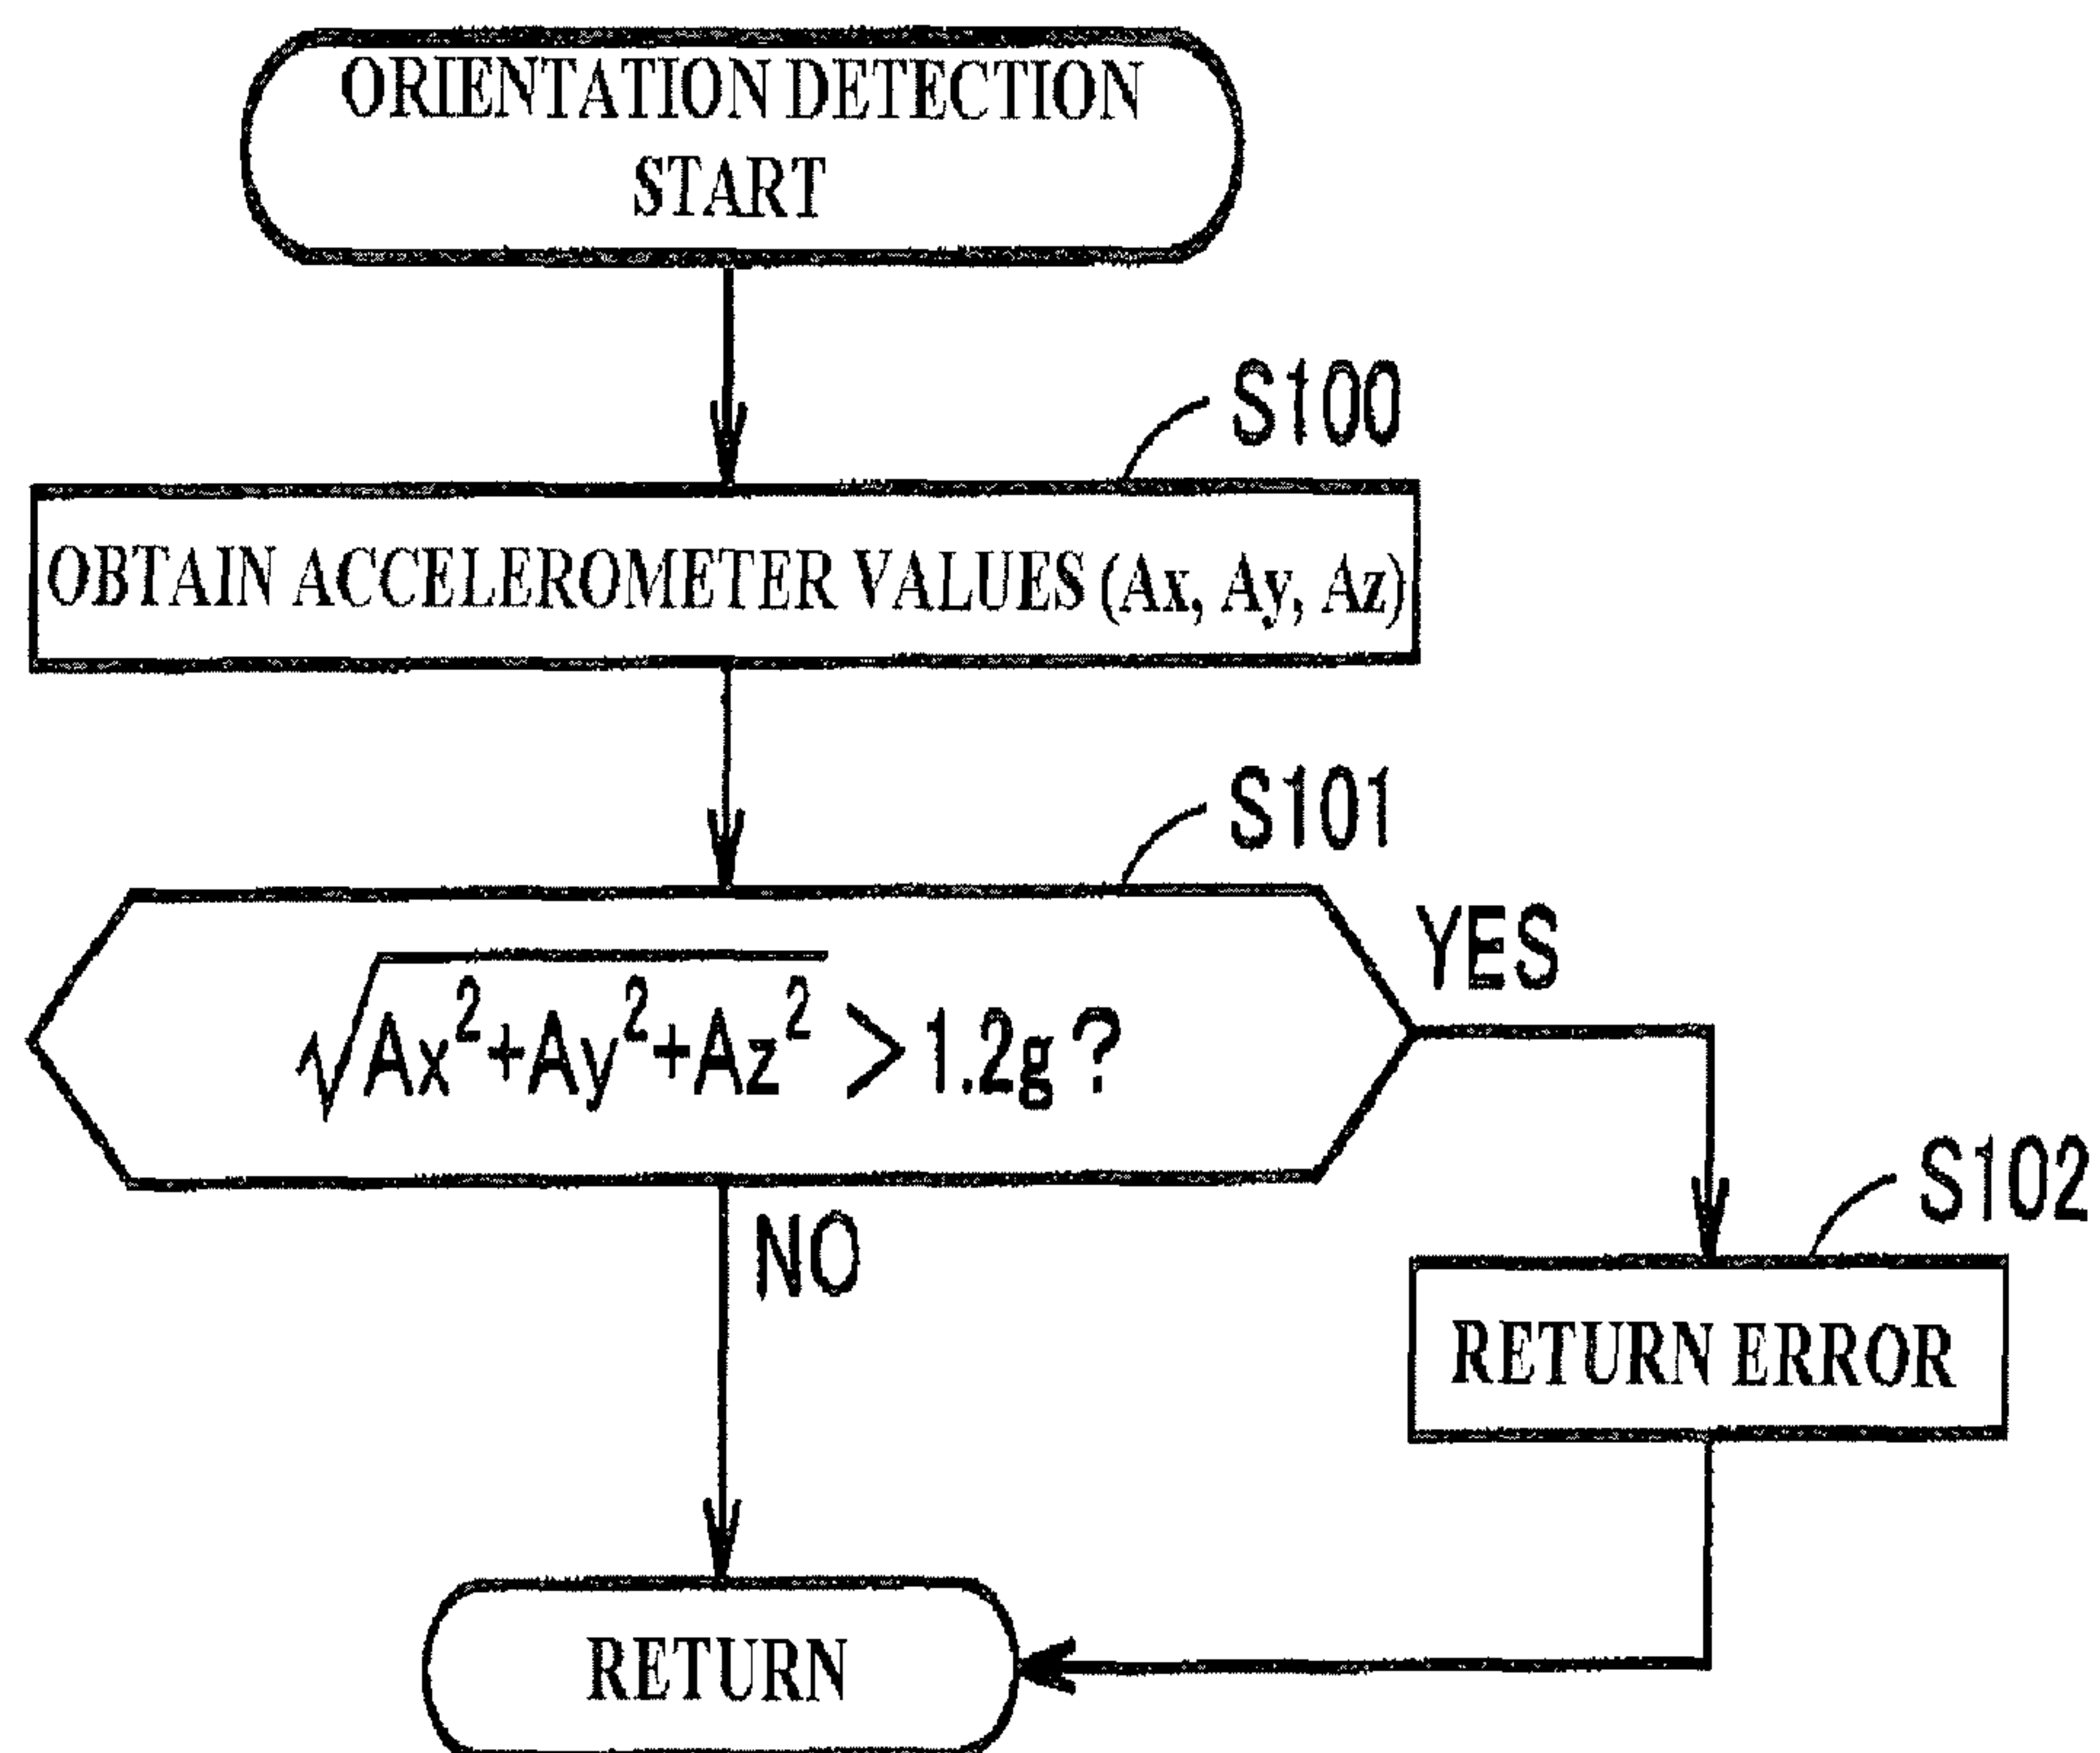 ORIENTATION DETECTION
START
S100
OBTAIN ACCELEROMETER VALUES (Ax, Ay, Az)
S101
√Ax²+Ay²+Az² >1.2g?
YES
NO
S102
RETURN ERROR
RETURN